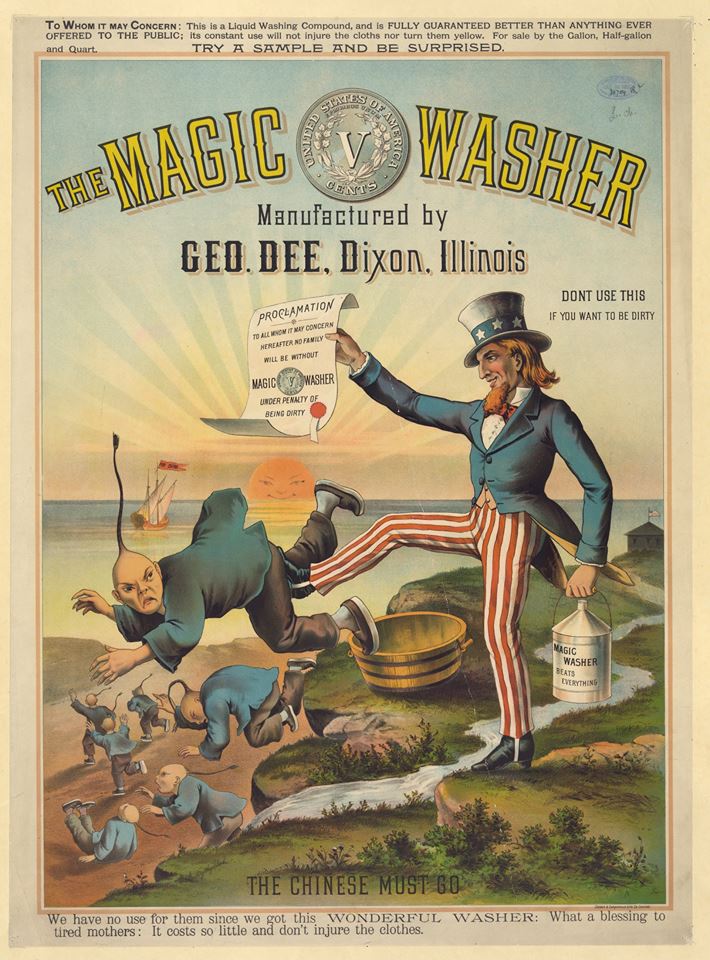 TO WHOM IT MAY CONCERN: This is a Liquid Washing Compound, and is FULLY GUARANTEED BETTER THAN ANYTHING EVER
OFFERED TO THE PUBLIC; its constant use will not injure the cloths nor turn them yellow. For sale by the Gallon, Half-gallon
and Quart. TRY A SAMPLE AND BE SURPRISED.
THE MAGIC WASHER
UNITED STATES OF AMERICA
E PLURIBUS UNUM
V
CENTS
Manufactured by
GEO. DEE, Dixon, Illinois
DONT USE THIS
IF YOU WANT TO BE DIRTY
PROCLAMATION
TO ALL WHOM IT MAY CONCERN
HEREAFTER NO FAMILY
WILL BE WITHOUT
MAGIC V WASHER
UNDER PENALTY OF
BEING DIRTY
MAGIC
WASHER
BEATS
EVERYTHING
THE CHINESE MUST GO
We have no use for them since we got this WONDERFUL WASHER: What a blessing to
tired mothers: It costs so little and don't injure the clothes.